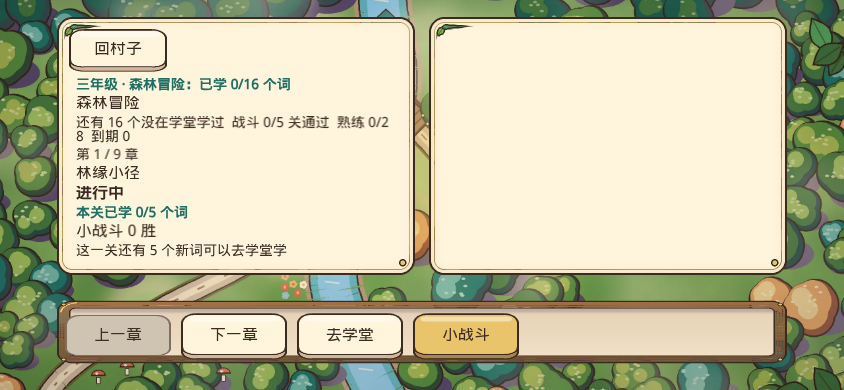 回村子
三年级 · 森林冒险：已学 0/16 个词
森林冒险
还有 16 个没在学堂学过  战斗 0/5 关通过  熟练 0/2
8  到期 0
第 1 / 9 章
林缘小径
进行中
本关已学 0/5 个词
小战斗 0 胜
这一关还有 5 个新词可以去学堂学
上一章
下一章
去学堂
小战斗